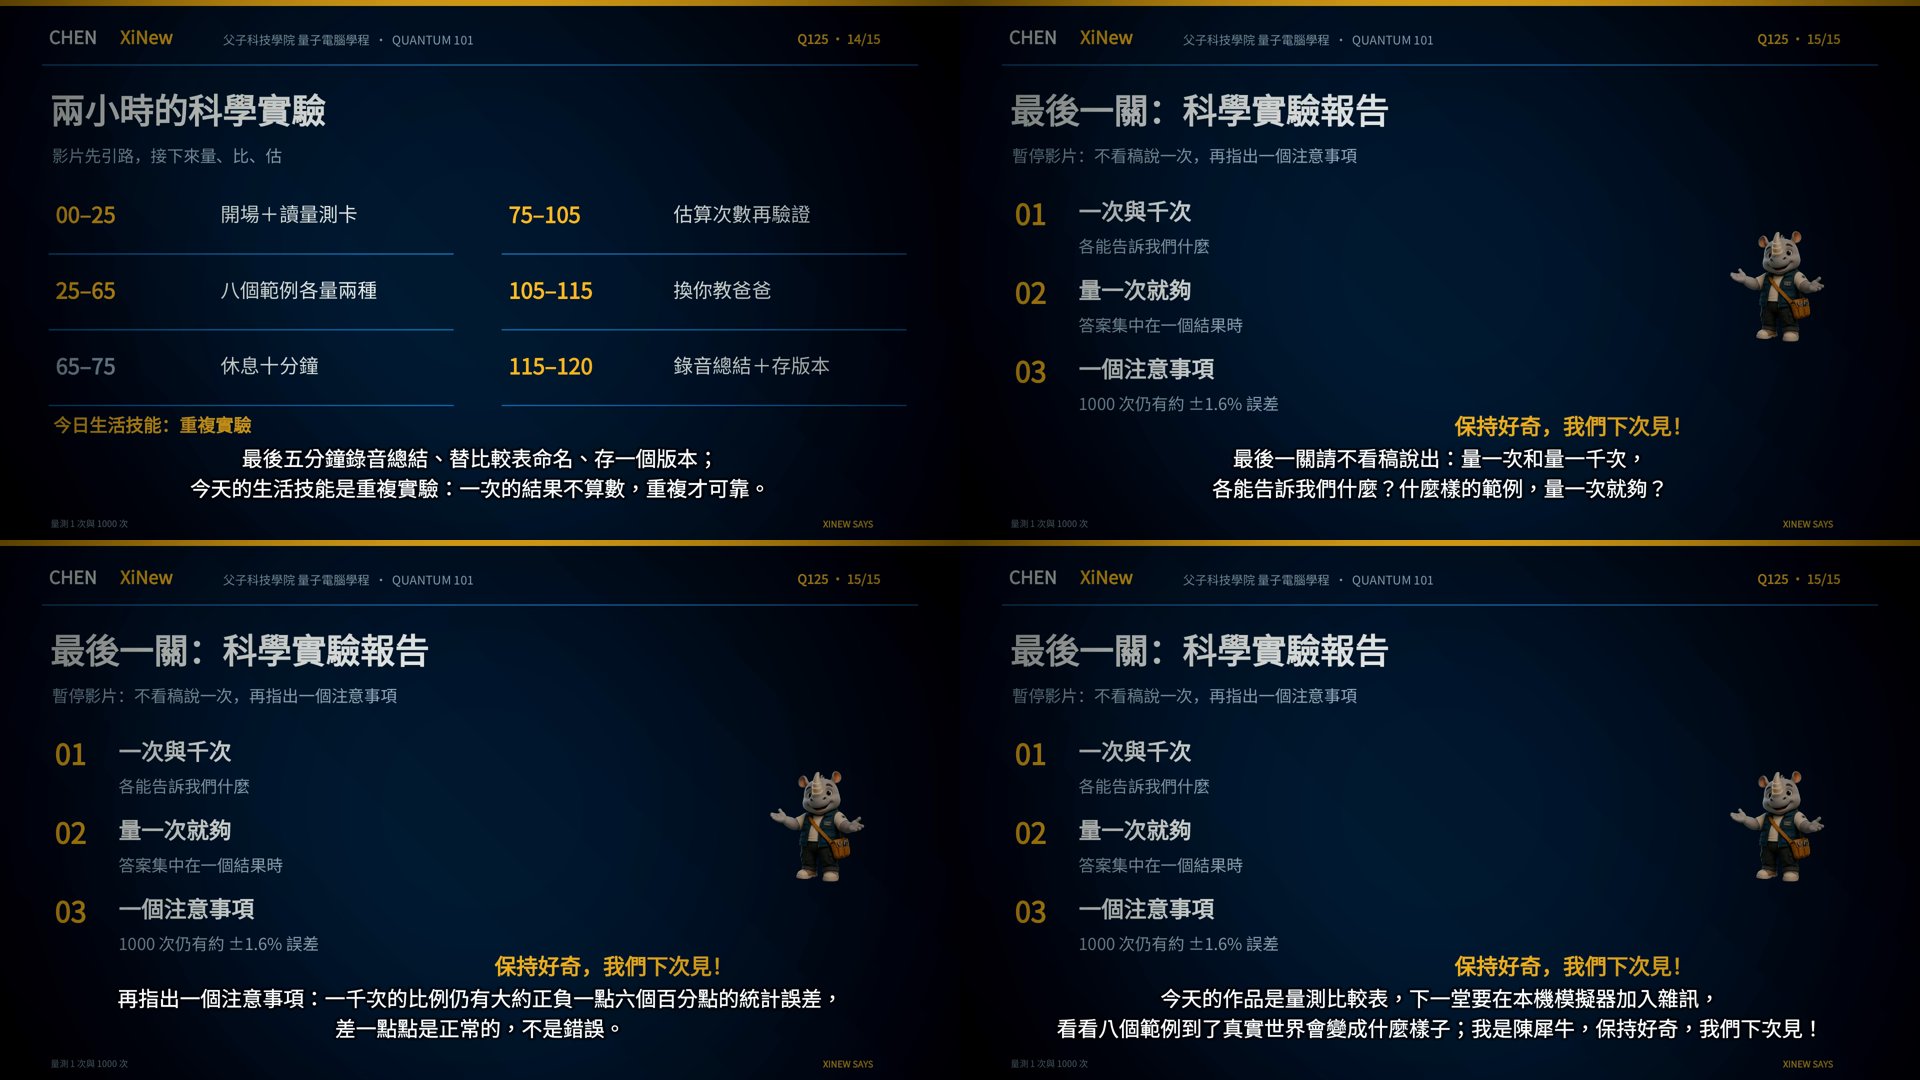 CHEN XiNew 父子科技學院 量子電腦學程 · QUANTUM 101 Q125 · 14/15
兩小時的科學實驗
影片先引路，接下來量、比、估
00–25 開場＋讀量測卡
75–105 估算次數再驗證
25–65 八個範例各量兩種
105–115 換你教爸爸
65–75 休息十分鐘
115–120 錄音總結＋存版本
今日生活技能：重複實驗
最後五分鐘錄音總結、替比較表命名、存一個版本；
今天的生活技能是重複實驗：一次的結果不算數，重複才可靠。
量測 1 次與 1000 次 XINEW SAYS
CHEN XiNew 父子科技學院 量子電腦學程 · QUANTUM 101 Q125 · 15/15
最後一關：科學實驗報告
暫停影片：不看稿說一次，再指出一個注意事項
01 一次與千次
各能告訴我們什麼
02 量一次就夠
答案集中在一個結果時
03 一個注意事項
1000 次仍有約 ±1.6% 誤差
保持好奇，我們下次見！
最後一關請不看稿說出：量一次和量一千次，
各能告訴我們什麼？什麼樣的範例，量一次就夠？
量測 1 次與 1000 次 XINEW SAYS
CHEN XiNew 父子科技學院 量子電腦學程 · QUANTUM 101 Q125 · 15/15
最後一關：科學實驗報告
暫停影片：不看稿說一次，再指出一個注意事項
01 一次與千次
各能告訴我們什麼
02 量一次就夠
答案集中在一個結果時
03 一個注意事項
1000 次仍有約 ±1.6% 誤差
保持好奇，我們下次見！
再指出一個注意事項：一千次的比例仍有大約正負一點六個百分點的統計誤差，
差一點點是正常的，不是錯誤。
量測 1 次與 1000 次 XINEW SAYS
CHEN XiNew 父子科技學院 量子電腦學程 · QUANTUM 101 Q125 · 15/15
最後一關：科學實驗報告
暫停影片：不看稿說一次，再指出一個注意事項
01 一次與千次
各能告訴我們什麼
02 量一次就夠
答案集中在一個結果時
03 一個注意事項
1000 次仍有約 ±1.6% 誤差
保持好奇，我們下次見！
今天的作品是量測比較表，下一堂要在本機模擬器加入雜訊，
看看八個範例到了真實世界會變成什麼樣子；我是陳犀牛，保持好奇，我們下次見！
量測 1 次與 1000 次 XINEW SAYS